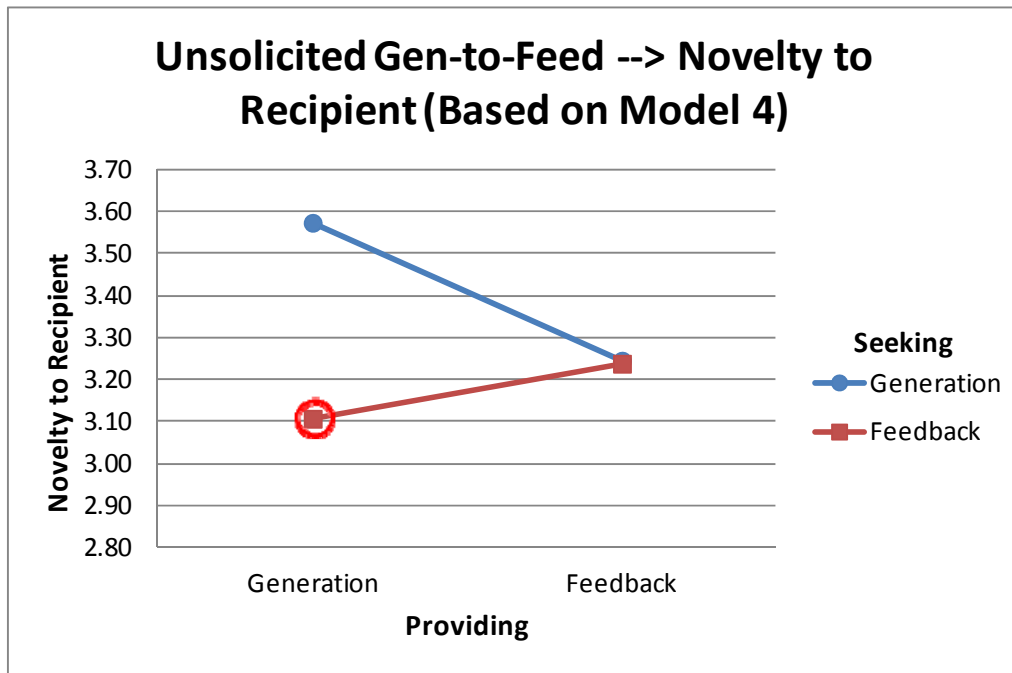 Unsolicited Gen-to-Feed --> Novelty to
Recipient (Based on Model 4)
3.70
3.60
3.50
3.40
3.30
3.20
3.10
3.00
2.90
2.80
Novelty to Recipient
Generation
Feedback
Providing
Seeking
Generation
Feedback